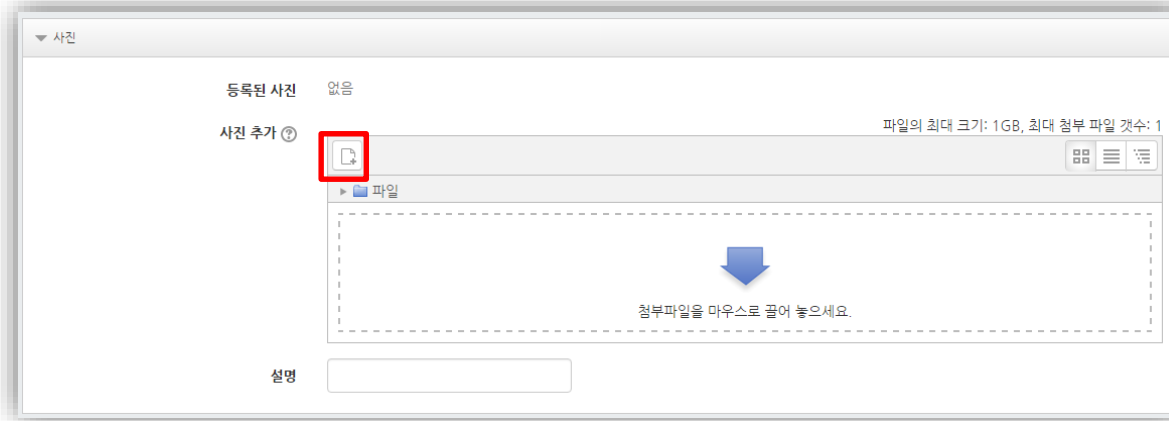 사진
등록된 사진 없음
사진 추가
파일의 최대 크기: 1GB, 최대 첨부 파일 갯수: 1
파일
첨부파일을 마우스로 끌어 놓으세요.
설명